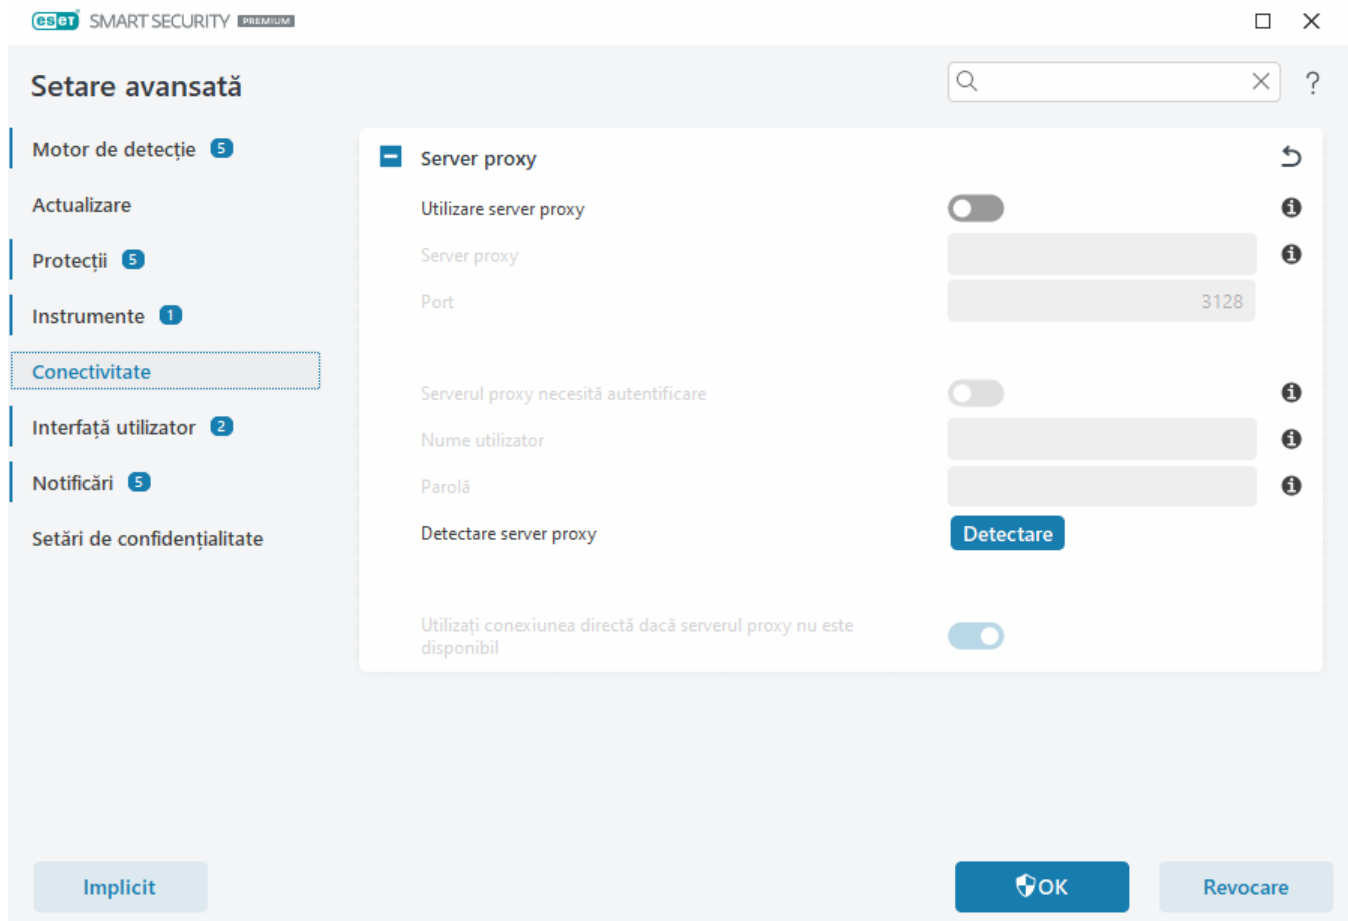 eset SMART SECURITY PREMIUM
Setare avansată
?
Motor de detecție 5
Actualizare
Protecții 5
Instrumente 1
Conectivitate
Interfață utilizator 2
Notificări 5
Setări de confidențialitate
Server proxy
Utilizare server proxy
Server proxy
Port 3128
Serverul proxy necesită autentificare
Nume utilizator
Parolă
Detectare server proxy Detectare
Utilizați conexiunea directă dacă serverul proxy nu este
disponibil
Implicit OK Revocare